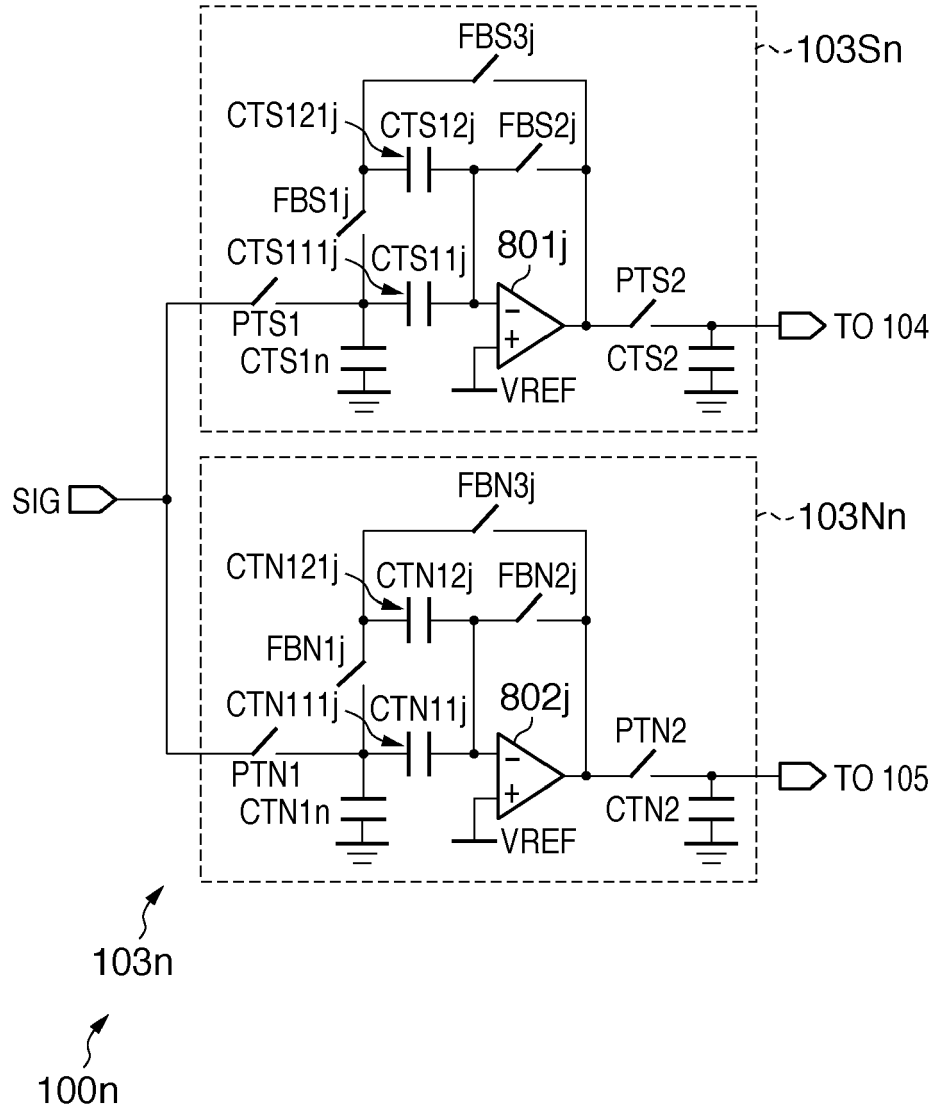 FBS3j
103Sn
CTS121j
CTS12j
FBS2j
FBS1j
CTS111j
CTS11j
801j
PTS2
PTS1
−
+
TO 104
CTS1n
CTS2
VREF
SIG
FBN3j
103Nn
CTN121j
CTN12j
FBN2j
FBN1j
CTN111j
CTN11j
802j
PTN2
PTN1
−
+
TO 105
CTN1n
CTN2
VREF
103n
100n